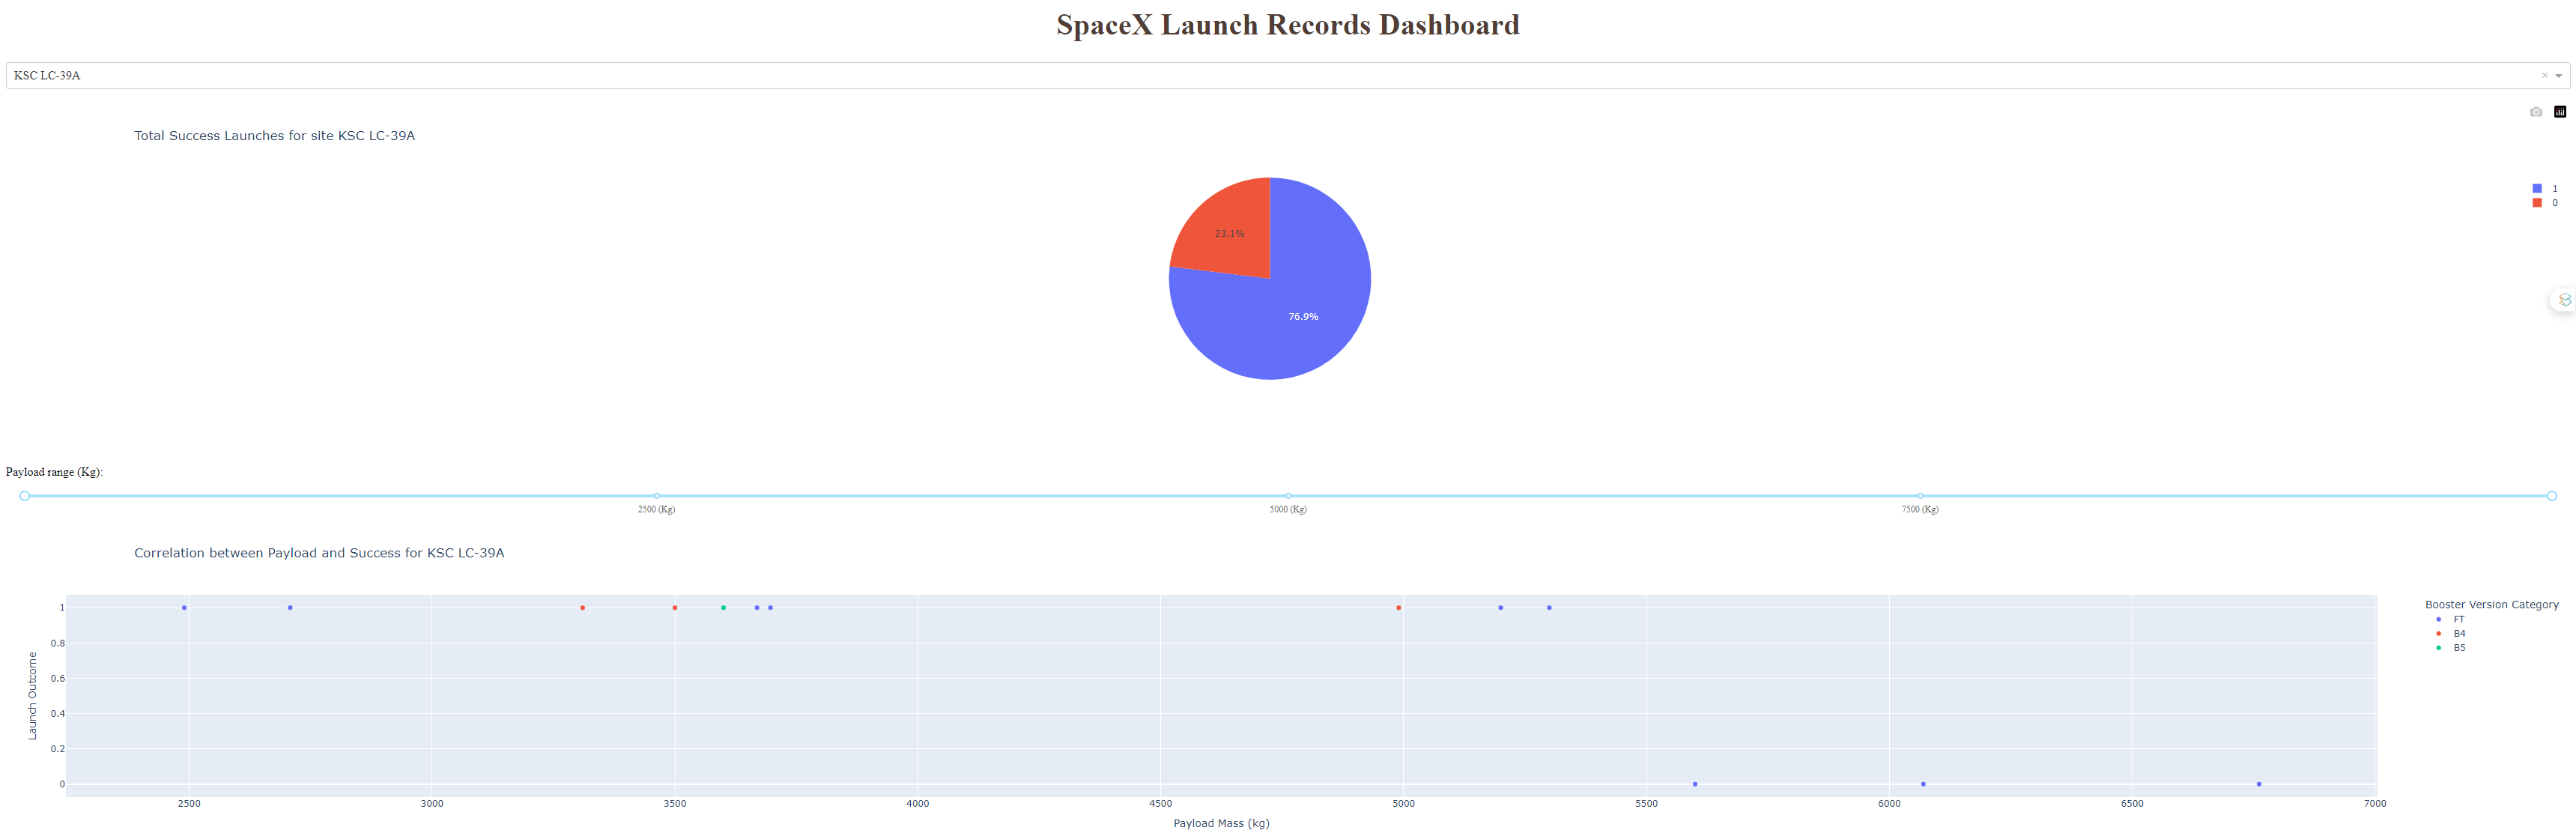 SpaceX Launch Records Dashboard
KSC LC-39A
Total Success Launches for site KSC LC-39A
1
0
23.1%
76.9%
Payload range (Kg):
2500 (Kg) 5000 (Kg) 7500 (Kg)
Correlation between Payload and Success for KSC LC-39A
Booster Version Category
FT
B4
B5
Launch Outcome
1
0.8
0.6
0.4
0.2
0
2500 3000 3500 4000 4500 5000 5500 6000 6500 7000
Payload Mass (kg)